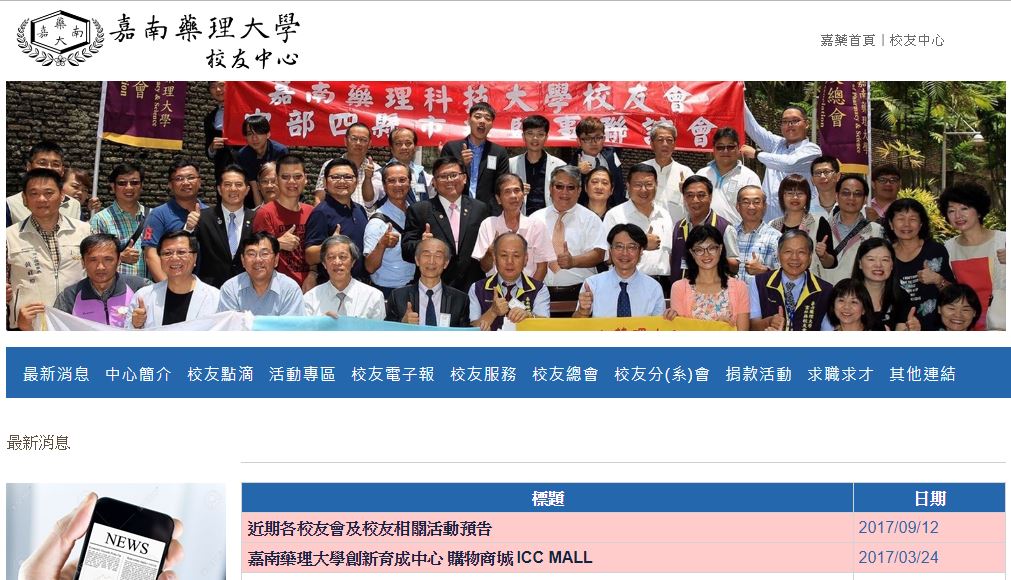 嘉南藥理大學
校友中心
嘉藥首頁 | 校友中心
嘉南藥理科技大學校友會
部四縣市
聯誼會
總會
最新消息 中心簡介 校友點滴 活動專區 校友電子報 校友服務 校友總會 校友分(系)會 捐款活動 求職求才 其他連結
最新消息
NEWS
標題 日期
近期各校友會及校友相關活動預告 2017/09/12
嘉南藥理大學創新育成中心 購物商城 ICC MALL 2017/03/24